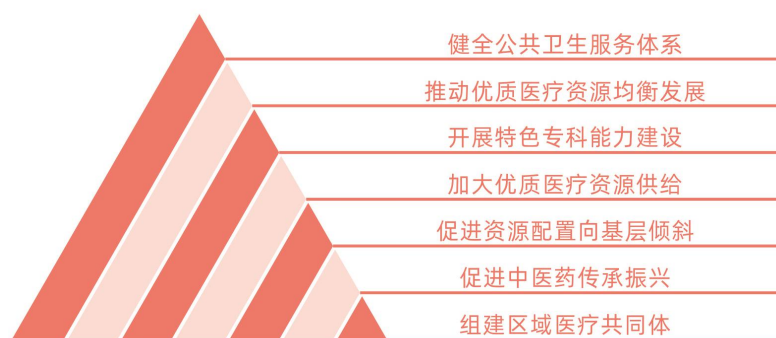 健全公共卫生服务体系
推动优质医疗资源均衡发展
开展特色专科能力建设
加大优质医疗资源供给
促进资源配置向基层倾斜
促进中医药传承振兴
组建区域医疗共同体